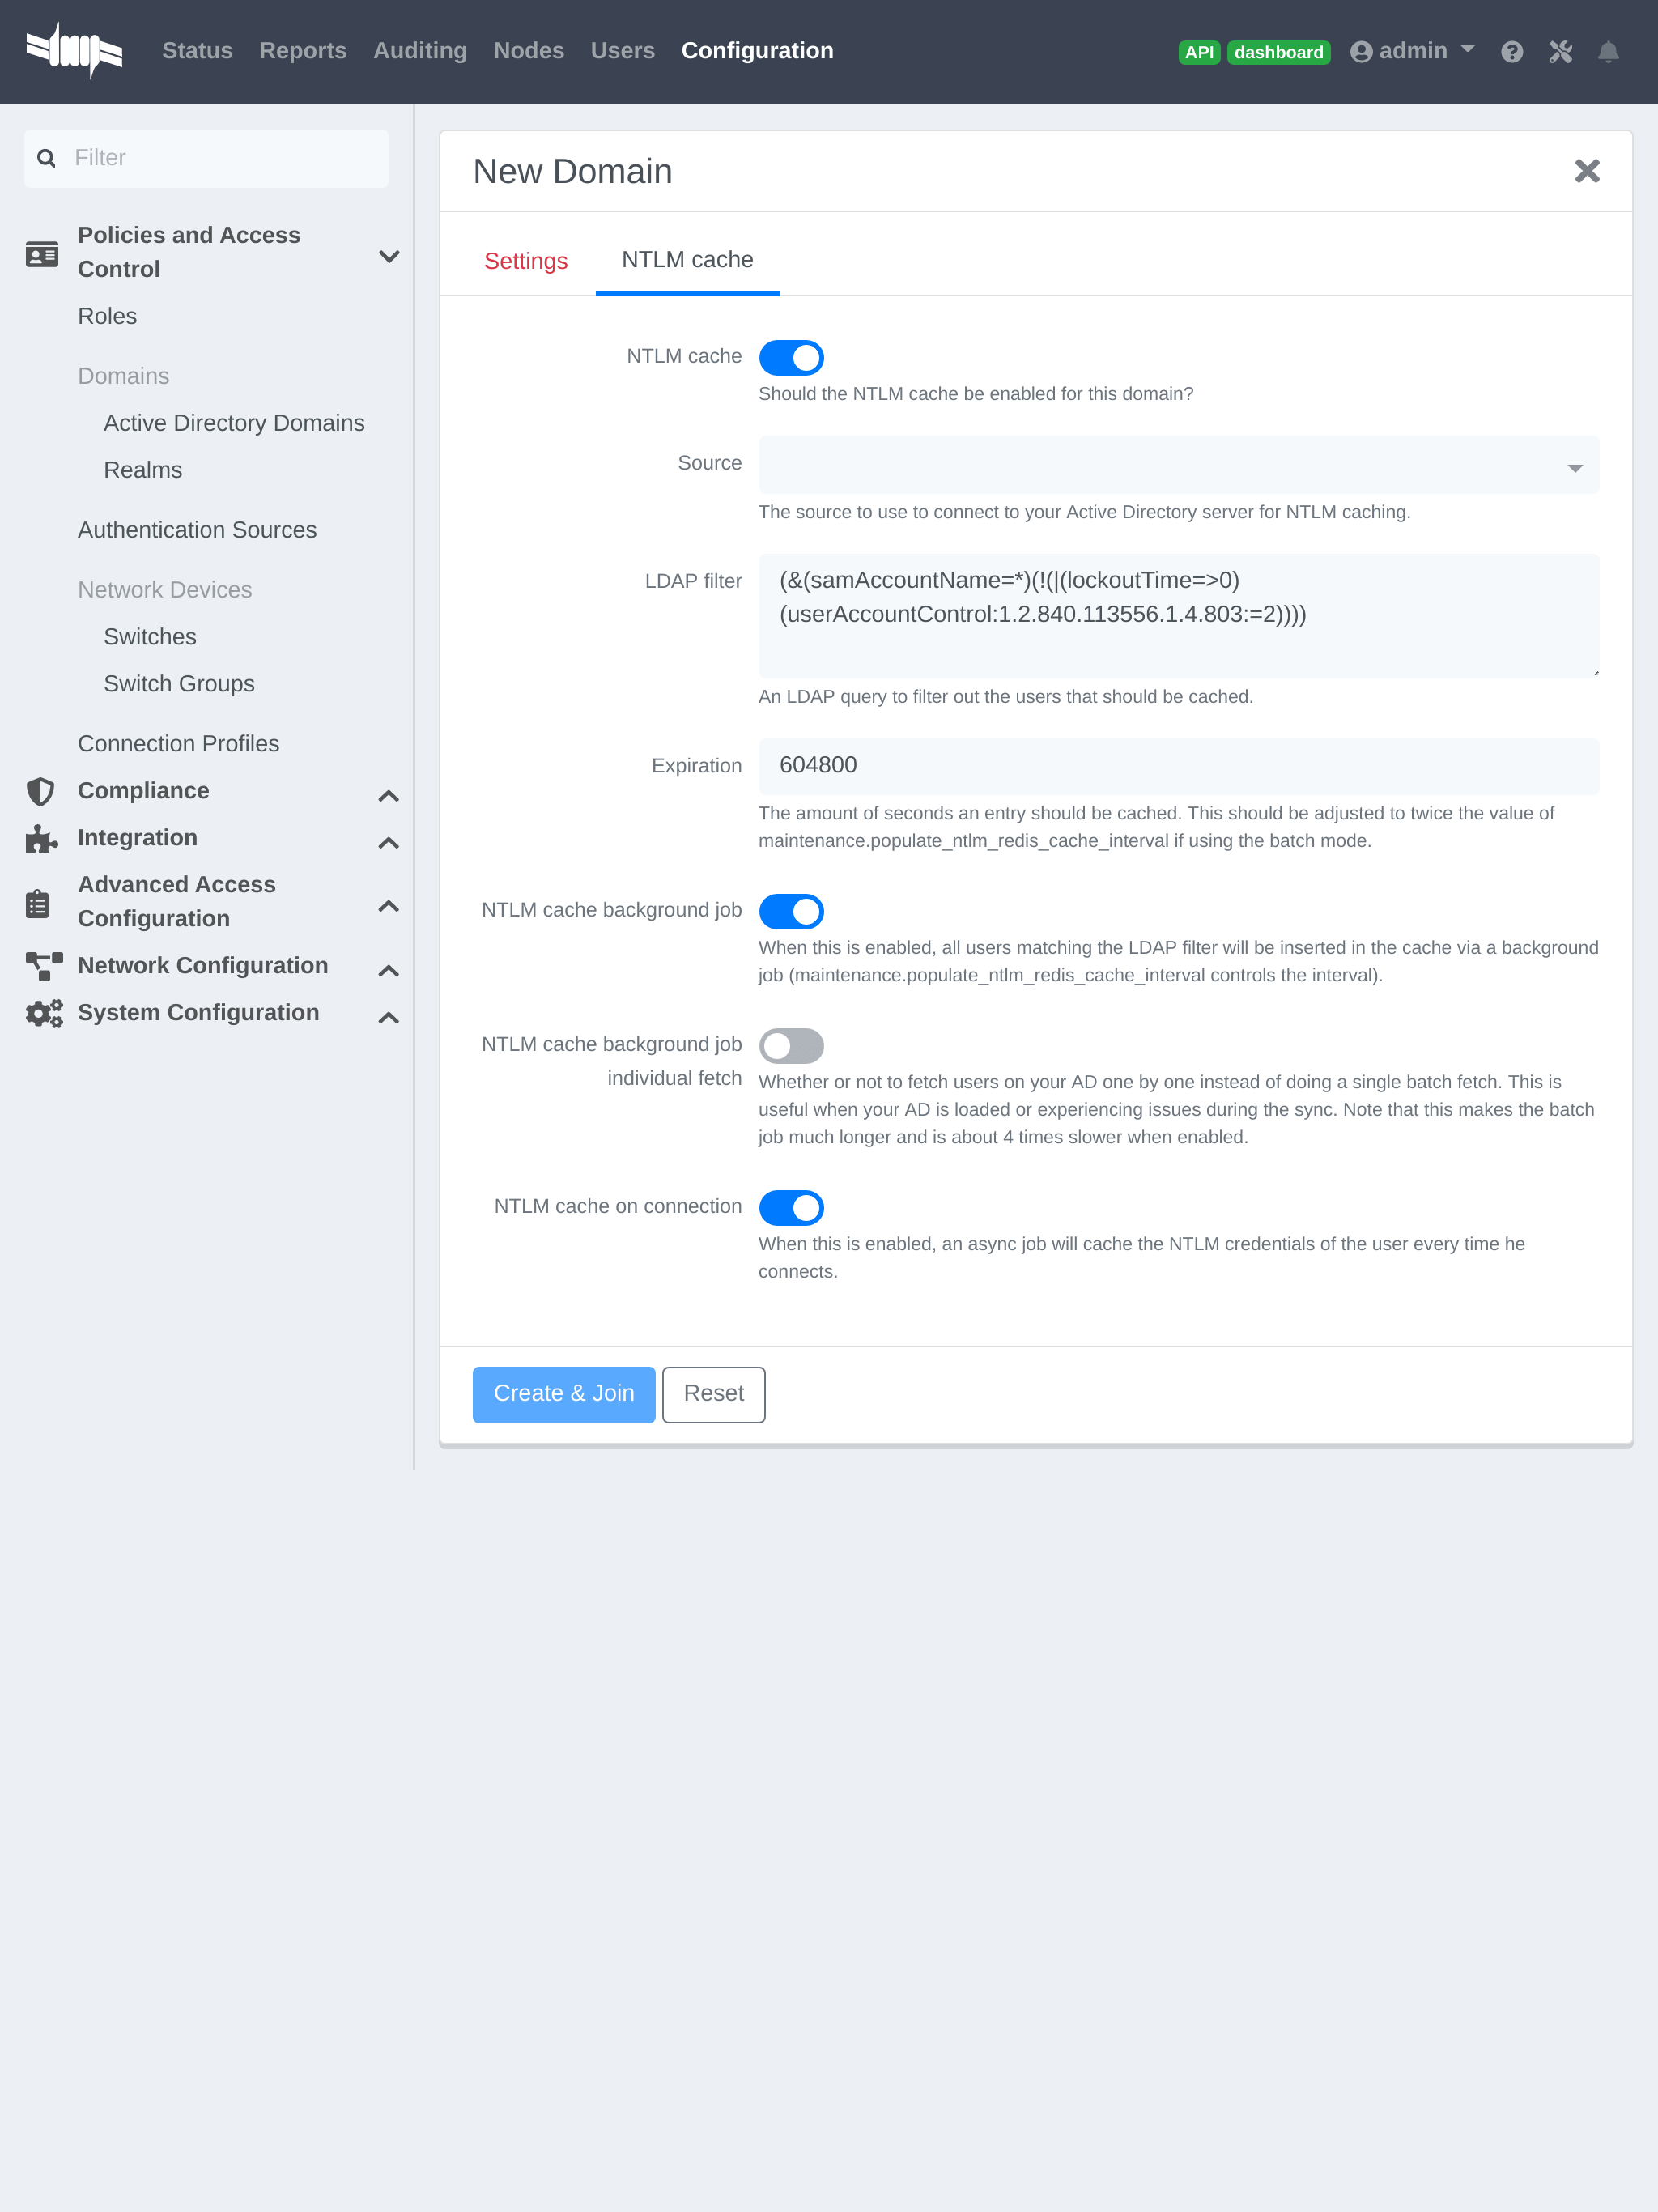 Status Reports Auditing Nodes Users Configuration
API dashboard admin
Filter
Policies and Access
Control
Roles
Domains
Active Directory Domains
Realms
Authentication Sources
Network Devices
Switches
Switch Groups
Connection Profiles
Compliance
Integration
Advanced Access
Configuration
Network Configuration
System Configuration
New Domain
Settings NTLM cache
NTLM cache
Should the NTLM cache be enabled for this domain?
Source
The source to use to connect to your Active Directory server for NTLM caching.
LDAP filter
(&(samAccountName=*)(!(|(lockoutTime=>0)
(userAccountControl:1.2.840.113556.1.4.803:=2))))
An LDAP query to filter out the users that should be cached.
Expiration
604800
The amount of seconds an entry should be cached. This should be adjusted to twice the value of
maintenance.populate_ntlm_redis_cache_interval if using the batch mode.
NTLM cache background job
When this is enabled, all users matching the LDAP filter will be inserted in the cache via a background
job (maintenance.populate_ntlm_redis_cache_interval controls the interval).
NTLM cache background job
individual fetch
Whether or not to fetch users on your AD one by one instead of doing a single batch fetch. This is
useful when your AD is loaded or experiencing issues during the sync. Note that this makes the batch
job much longer and is about 4 times slower when enabled.
NTLM cache on connection
When this is enabled, an async job will cache the NTLM credentials of the user every time he
connects.
Create & Join Reset